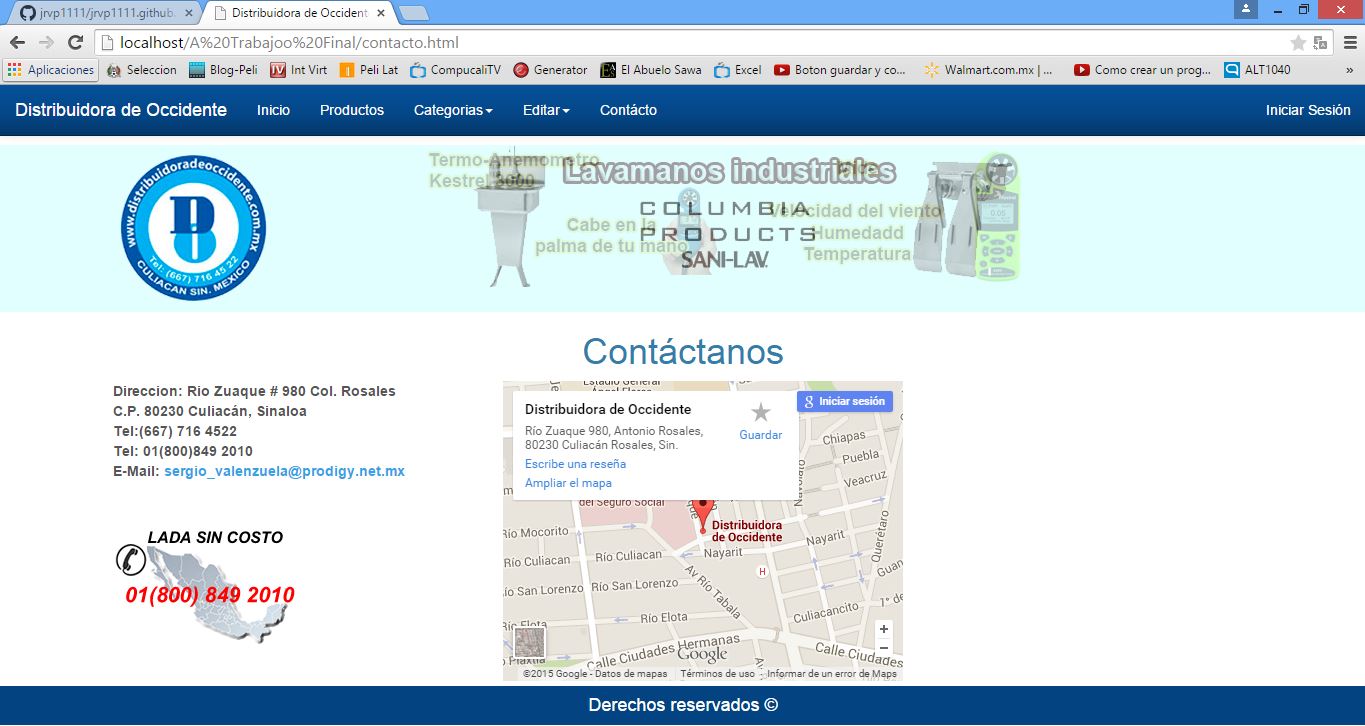 jrvp1111/jrvp1111.github.
Distribuidora de Occident
localhost/A%20Trabajoo%20Final/contacto.html
Aplicaciones
Seleccion
Blog-Peli
Int Virt
Peli Lat
CompucaliTV
Generator
El Abuelo Sawa
Excel
Boton guardar y co...
Walmart.com.mx | ...
Como crear un prog...
ALT1040
»
Distribuidora de Occidente
Inicio
Productos
Categorias
Editar
Contácto
Iniciar Sesión
www.distribuidoradeoccidente.com.mx
D
Tel: (667) 716 45 22
CULIACAN SIN. MEXICO
Termo-Anemometro
Kestrel 3000
Lavamanos industriales
Cabe en la
palma de tu mano
COLUMBIA
PRODUCTS
SANI-LAV.
Velocidad del viento
Humedadd
Temperatura
Contáctanos
Direccion: Rio Zuaque # 980 Col. Rosales
C.P. 80230 Culiacán, Sinaloa
Tel:(667) 716 4522
Tel: 01(800)849 2010
E-Mail: sergio_valenzuela@prodigy.net.mx
LADA SIN COSTO
01(800) 849 2010
Estadio General
Ángel Flores
Distribuidora de Occidente
Río Zuaque 980, Antonio Rosales,
80230 Culiacán Rosales, Sin.
Escribe una reseña
Ampliar el mapa
Guardar
Iniciar sesión
Chiapas
Puebla
Veracruz
Navolato
Querétaro
del Seguro Social
Distribuidora
de Occidente
Río Mocorito
Río Culiacan
Nayarit
Nayarit
H
Río San Lorenzo
Río San Lorenzo
Av Río Tabala
Culiacancito
1° de
Río Elota
Río Elota
Calle Ciudades Hermanas
Calle Ciudades
Río Piaxtla
Google
+
−
©2015 Google - Datos de mapas
Términos de uso
Informar de un error de Maps
Derechos reservados ©